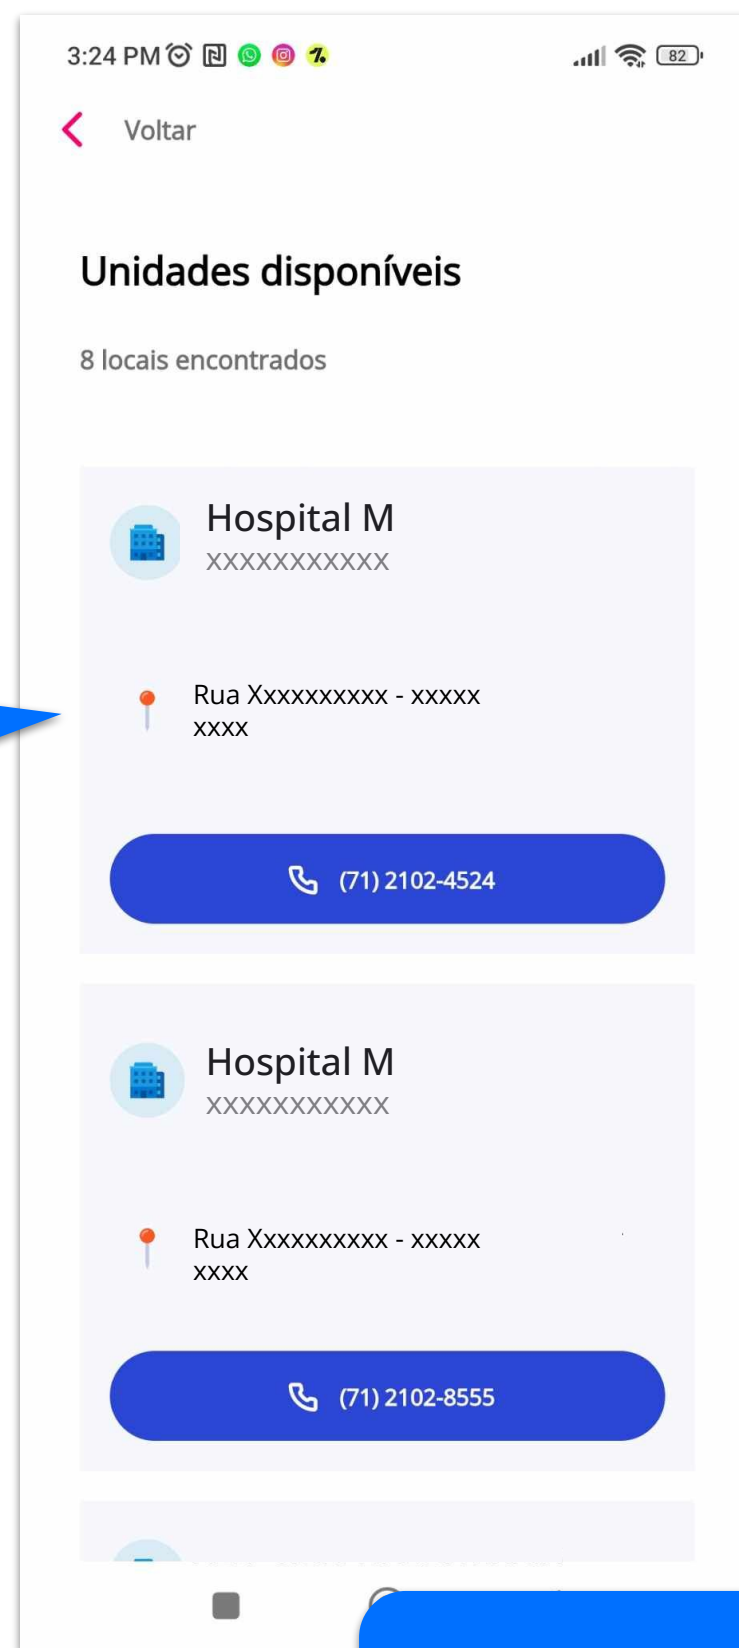 3:24 PM
82
Voltar
Unidades disponíveis
8 locais encontrados
Hospital M
xxxxxxxxxxx
Rua Xxxxxxxxxx - xxxxx
xxxx
(71) 2102-4524
Hospital M
xxxxxxxxxxx
Rua Xxxxxxxxxx - xxxxx
xxxx
(71) 2102-8555